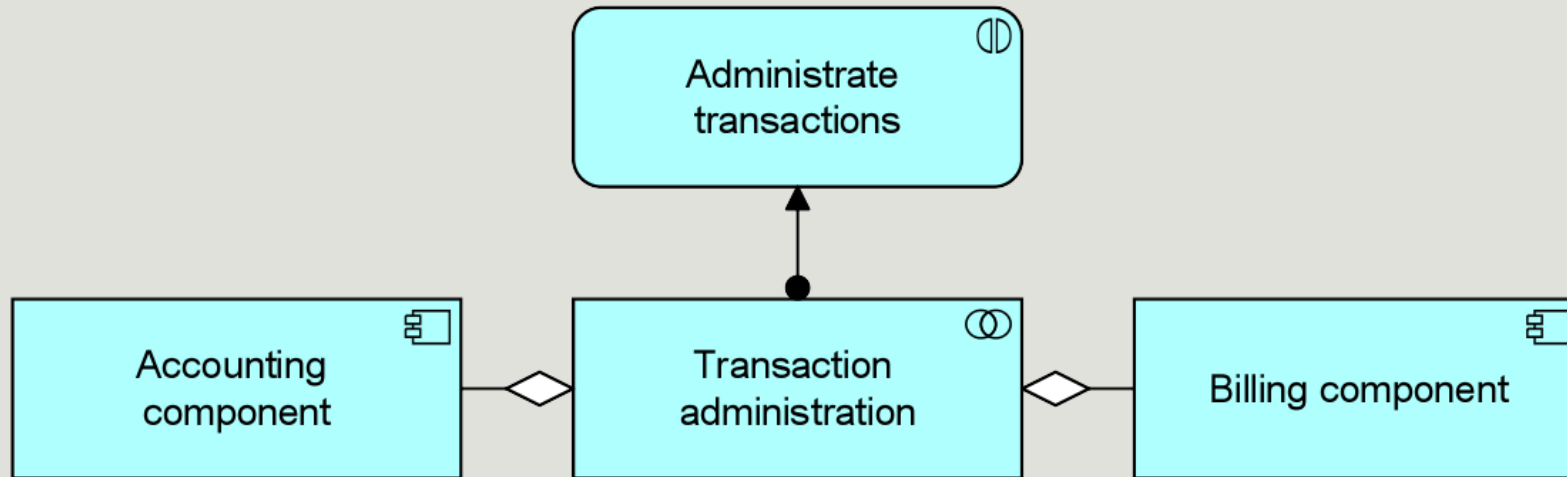 Administrate
transactions
Accounting
component
Transaction
administration
Billing component